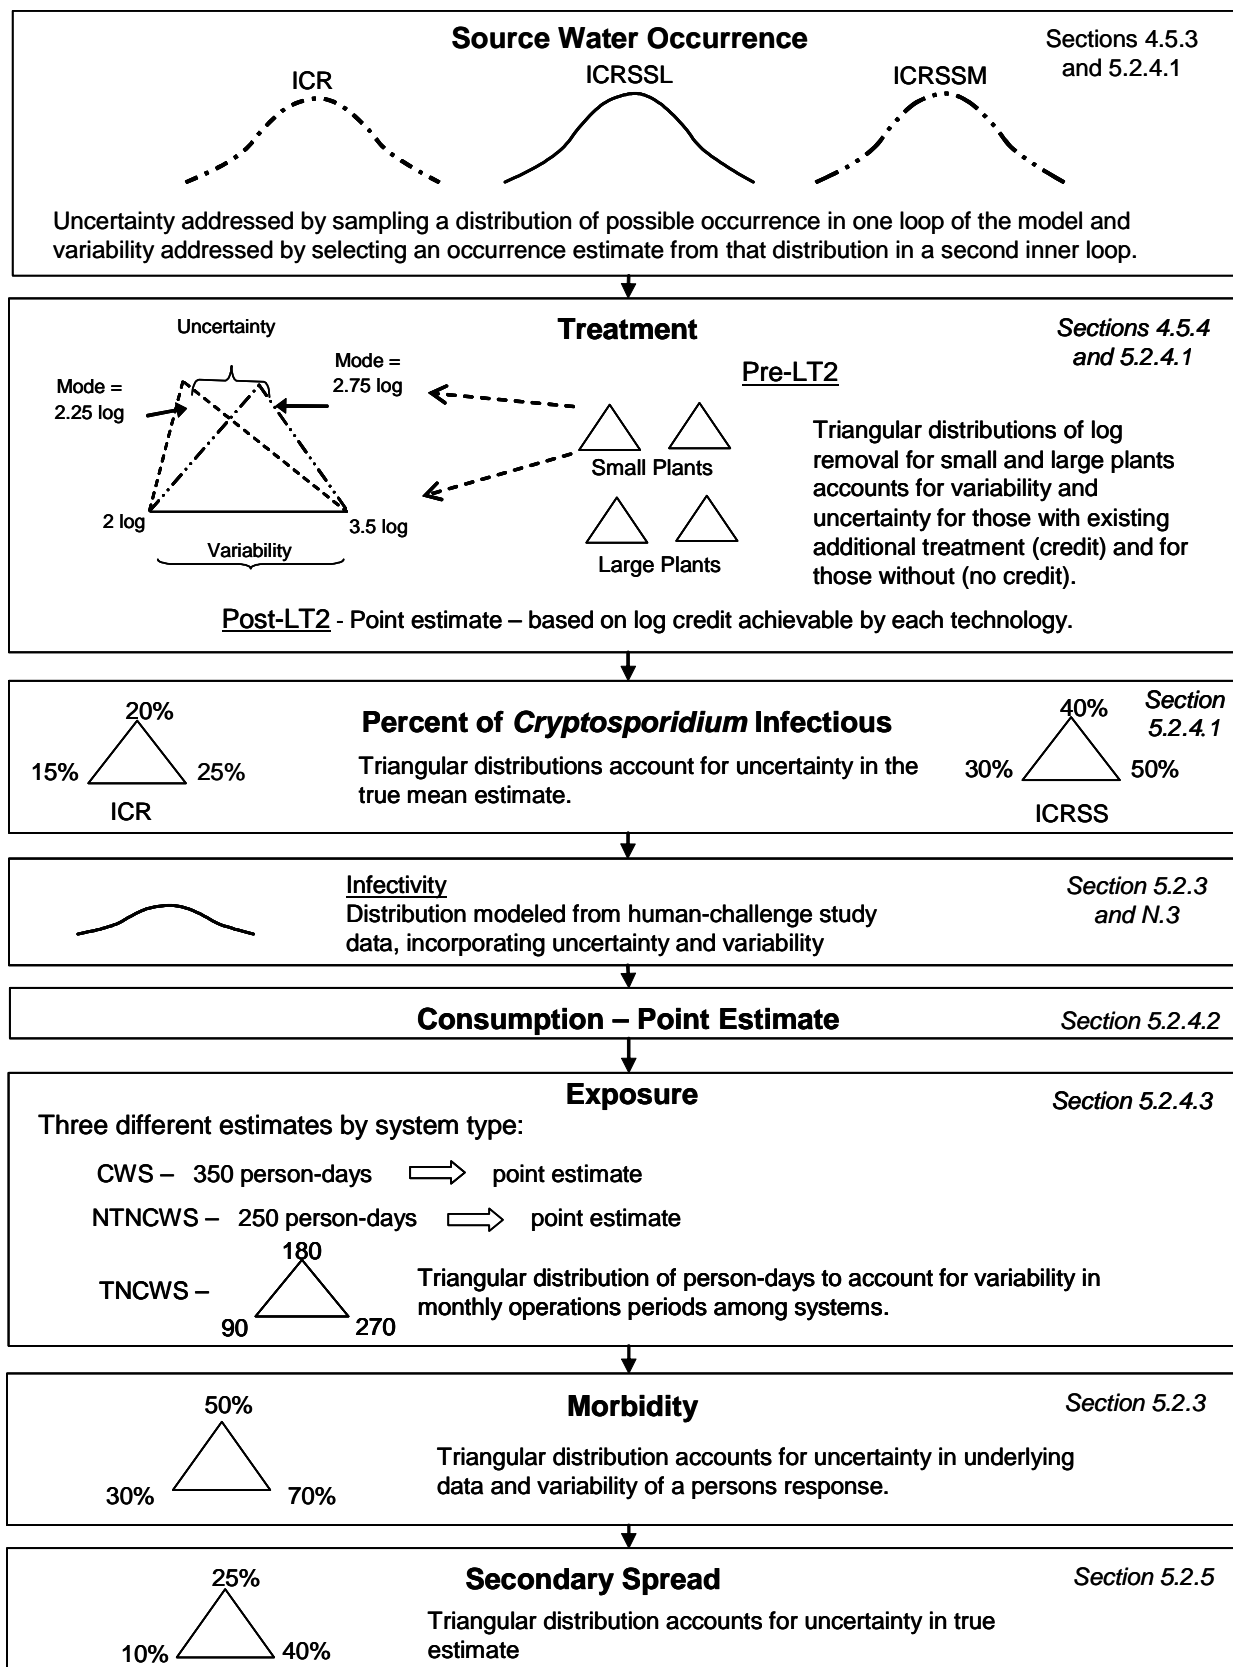 Source Water Occurrence
Sections 4.5.3
and 5.2.4.1
ICR
ICRSSL
ICRSSM
Uncertainty addressed by sampling a distribution of possible occurrence in one loop of the model and
variability addressed by selecting an occurrence estimate from that distribution in a second inner loop.
Treatment
Sections 4.5.4
and 5.2.4.1
Uncertainty
Mode =
2.25 log
Mode =
2.75 log
2 log
3.5 log
Variability
Pre-LT2
Small Plants
Large Plants
Triangular distributions of log
removal for small and large plants
accounts for variability and
uncertainty for those with existing
additional treatment (credit) and for
those without (no credit).
Post-LT2 - Point estimate – based on log credit achievable by each technology.
Percent of Cryptosporidium Infectious
Section
5.2.4.1
20%
15%
25%
ICR
Triangular distributions account for uncertainty in the
true mean estimate.
40%
30%
50%
ICRSS
Infectivity
Distribution modeled from human-challenge study
data, incorporating uncertainty and variability
Section 5.2.3
and N.3
Consumption – Point Estimate
Section 5.2.4.2
Exposure
Section 5.2.4.3
Three different estimates by system type:
CWS – 350 person-days point estimate
NTNCWS – 250 person-days point estimate
180
TNCWS –
90
270
Triangular distribution of person-days to account for variability in
monthly operations periods among systems.
Morbidity
Section 5.2.3
50%
30%
70%
Triangular distribution accounts for uncertainty in underlying
data and variability of a persons response.
Secondary Spread
Section 5.2.5
25%
10%
40%
Triangular distribution accounts for uncertainty in true
estimate